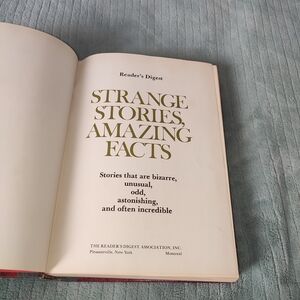 Reader's Digest
STRANGE
STORIES,
AMAZING
FACTS
Stories that are bizarre,
unusual,
odd,
astonishing,
and often incredible
THE READER'S DIGEST ASSOCIATION, INC.
Pleasantville, New York Montreal